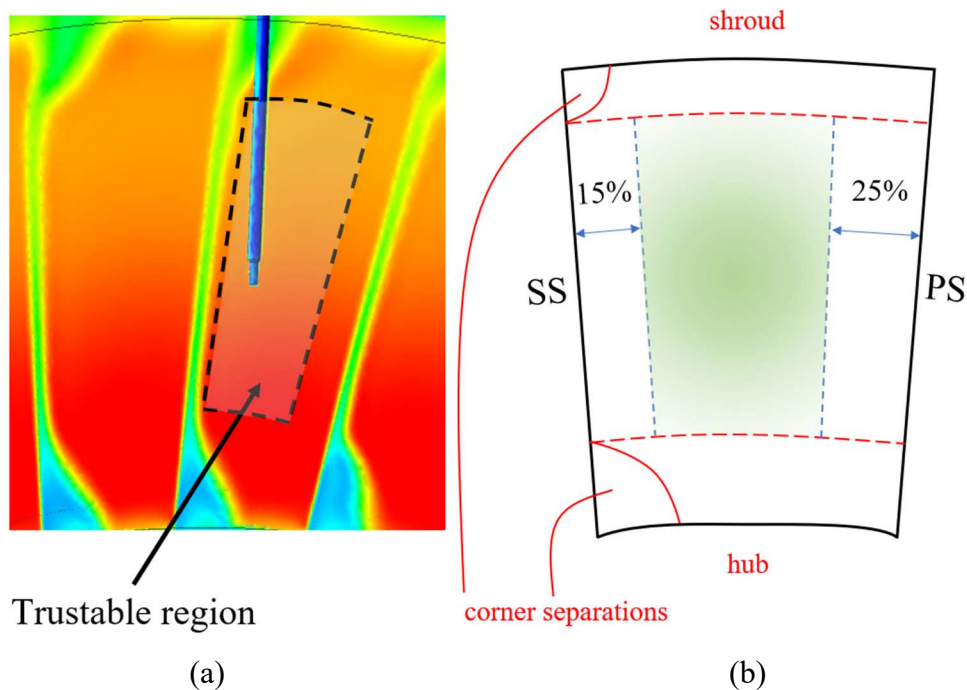 Trustable region
(a)
shroud
15%
25%
SS
PS
hub
corner separations
(b)